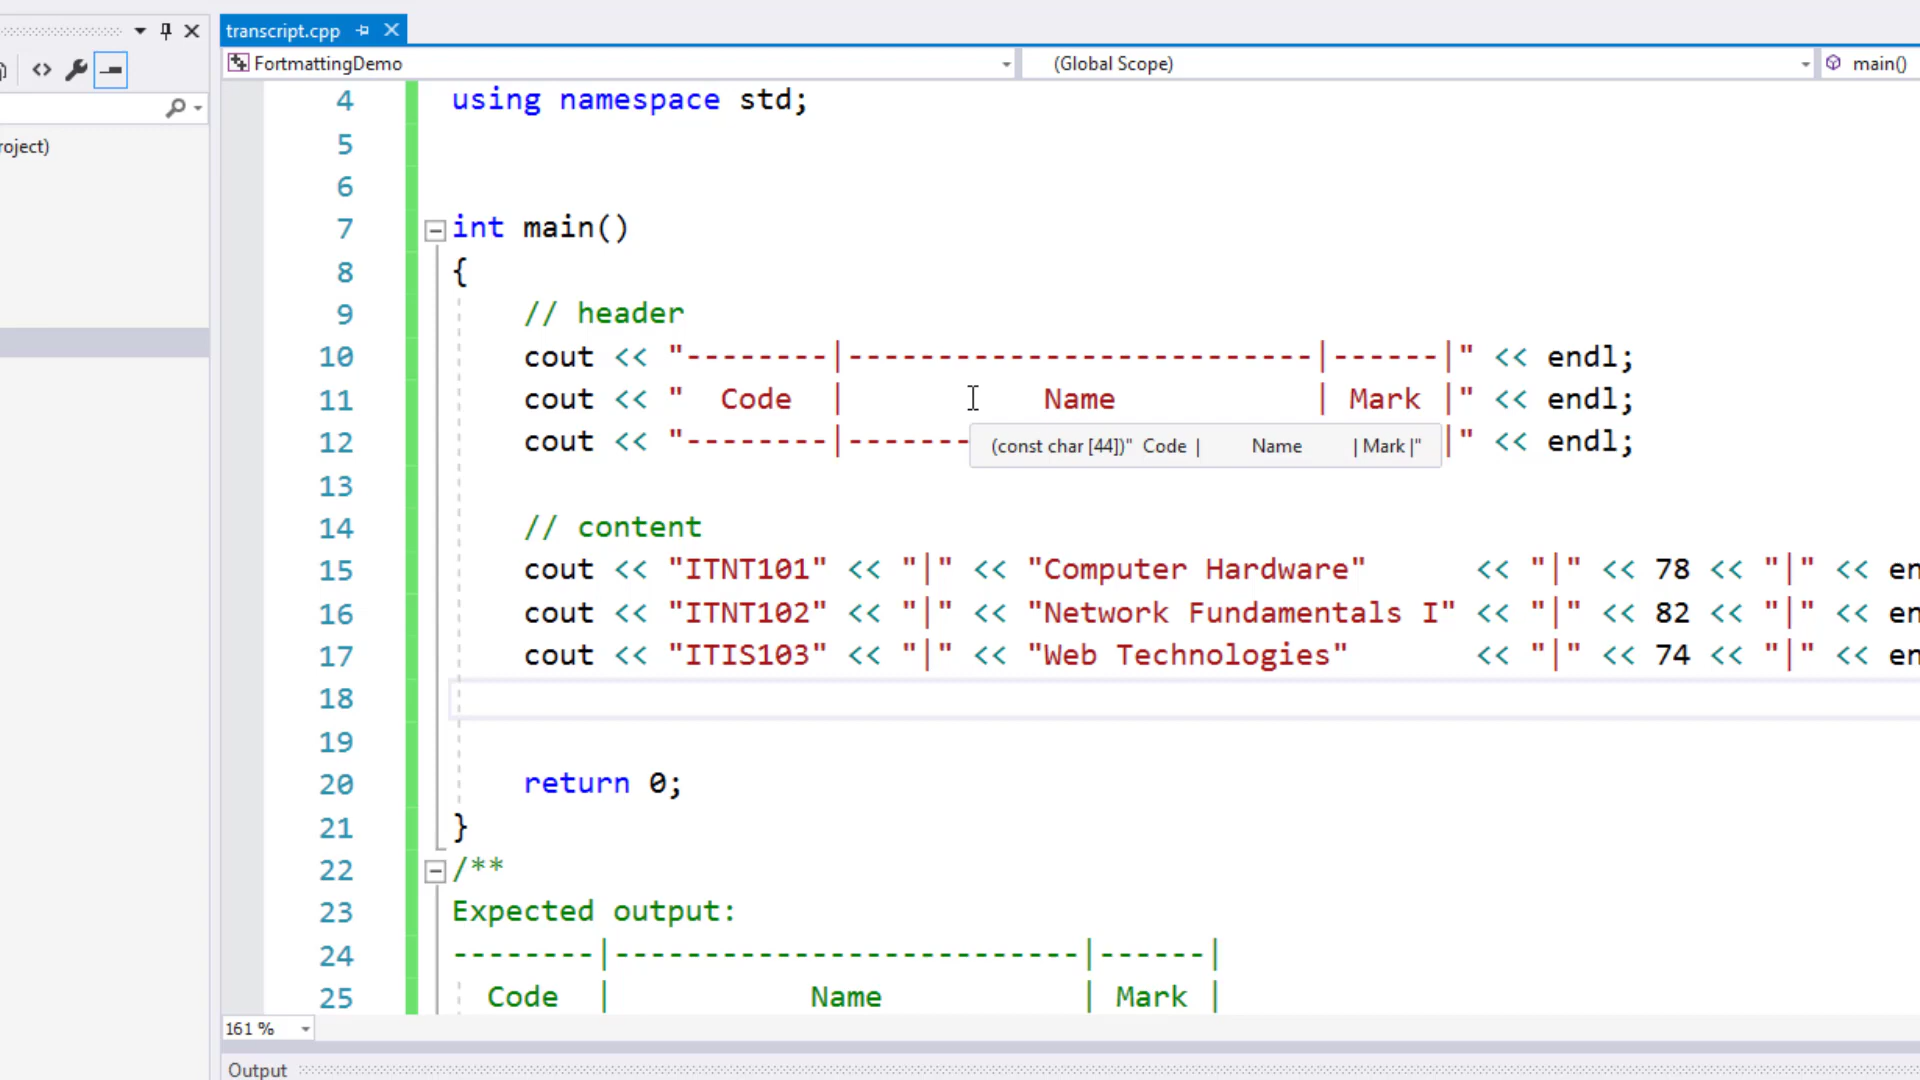 transcript.cpp
FortmattingDemo (Global Scope) main()
roject)
4 using namespace std;
5
6
7 int main()
8 {
9 // header
10 cout << "--------|--------------------------|------|" << endl;
11 cout << "  Code  |           Name           | Mark |" << endl;
12 cout << "--------|------- |" << endl;
(const char [44])"  Code  |           Name           | Mark |"
13
14 // content
15 cout << "ITNT101" << "|" << "Computer Hardware" << "|" << 78 << "|" << en
16 cout << "ITNT102" << "|" << "Network Fundamentals I" << "|" << 82 << "|" << en
17 cout << "ITIS103" << "|" << "Web Technologies" << "|" << 74 << "|" << en
18
19
20 return 0;
21 }
22 /**
23 Expected output:
24 --------|--------------------------|------|
25   Code  |           Name           | Mark |
161 %
Output